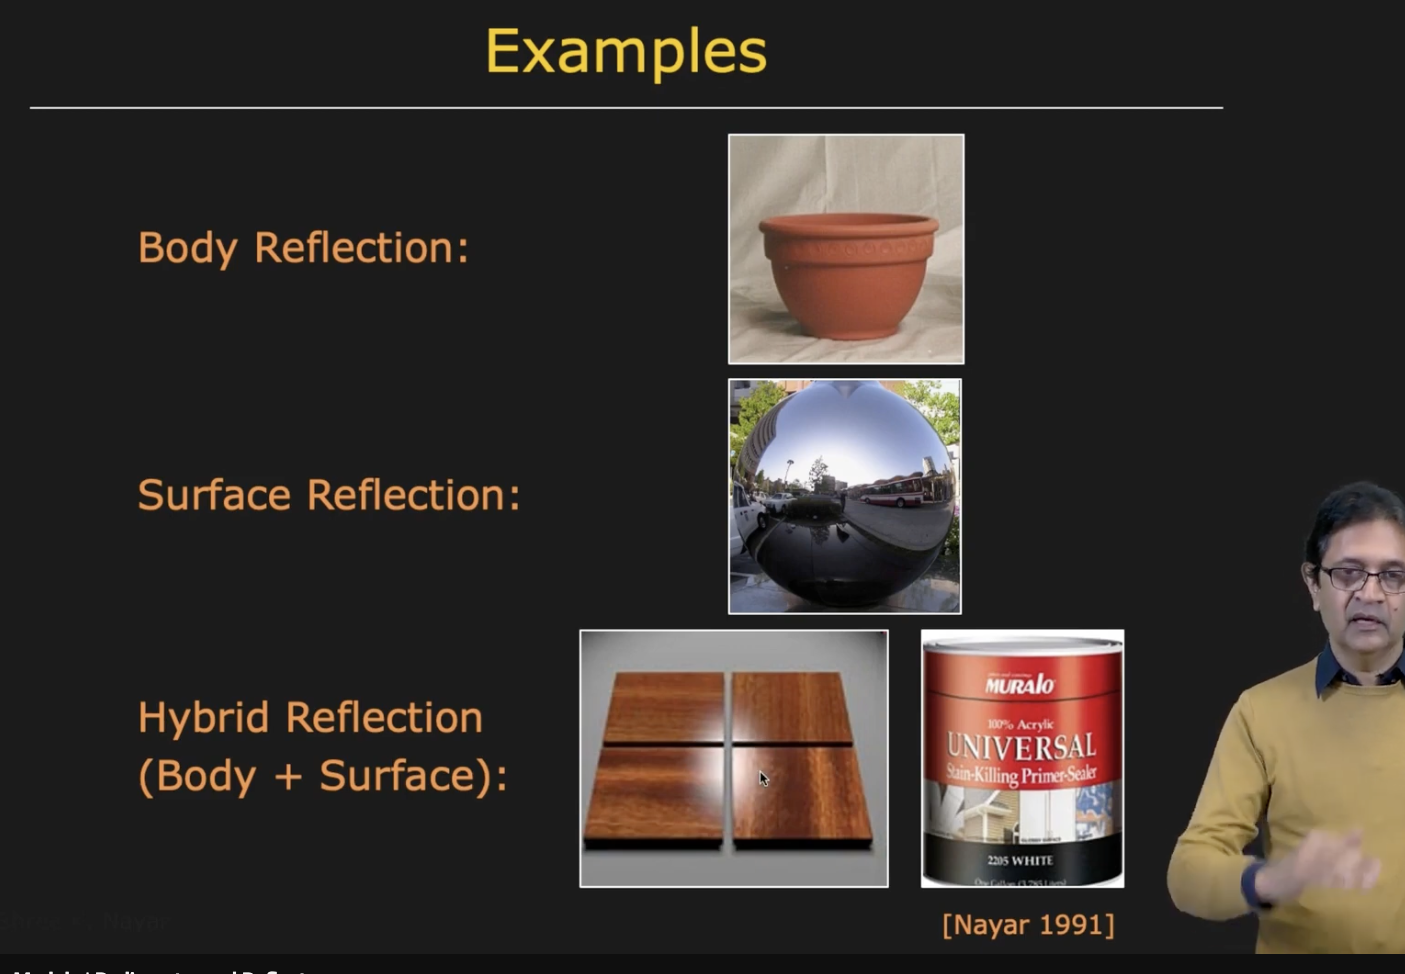 Examples
Body Reflection:
Surface Reflection:
Hybrid Reflection
(Body + Surface):
MURAlO
100% Acrylic
UNIVERSAL
Stain-Killing Primer-Sealer
2205 WHITE
[Nayar 1991]